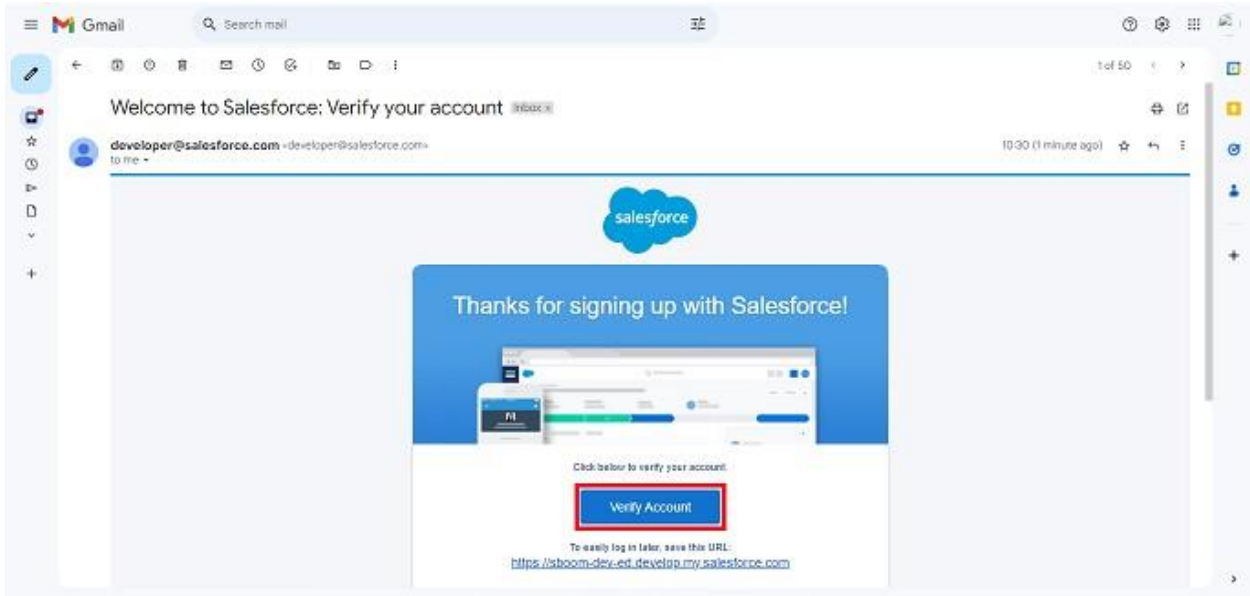 Gmail
Search mail
1 of 50
Welcome to Salesforce: Verify your account Inbox x
developer@salesforce.com <developer@salesforce.com>
10:30 (1 minute ago)
to me
salesforce
Thanks for signing up with Salesforce!
Click below to verify your account.
Verify Account
To easily log in later, save this URL:
https://sboom-dev-ed.develop.my.salesforce.com